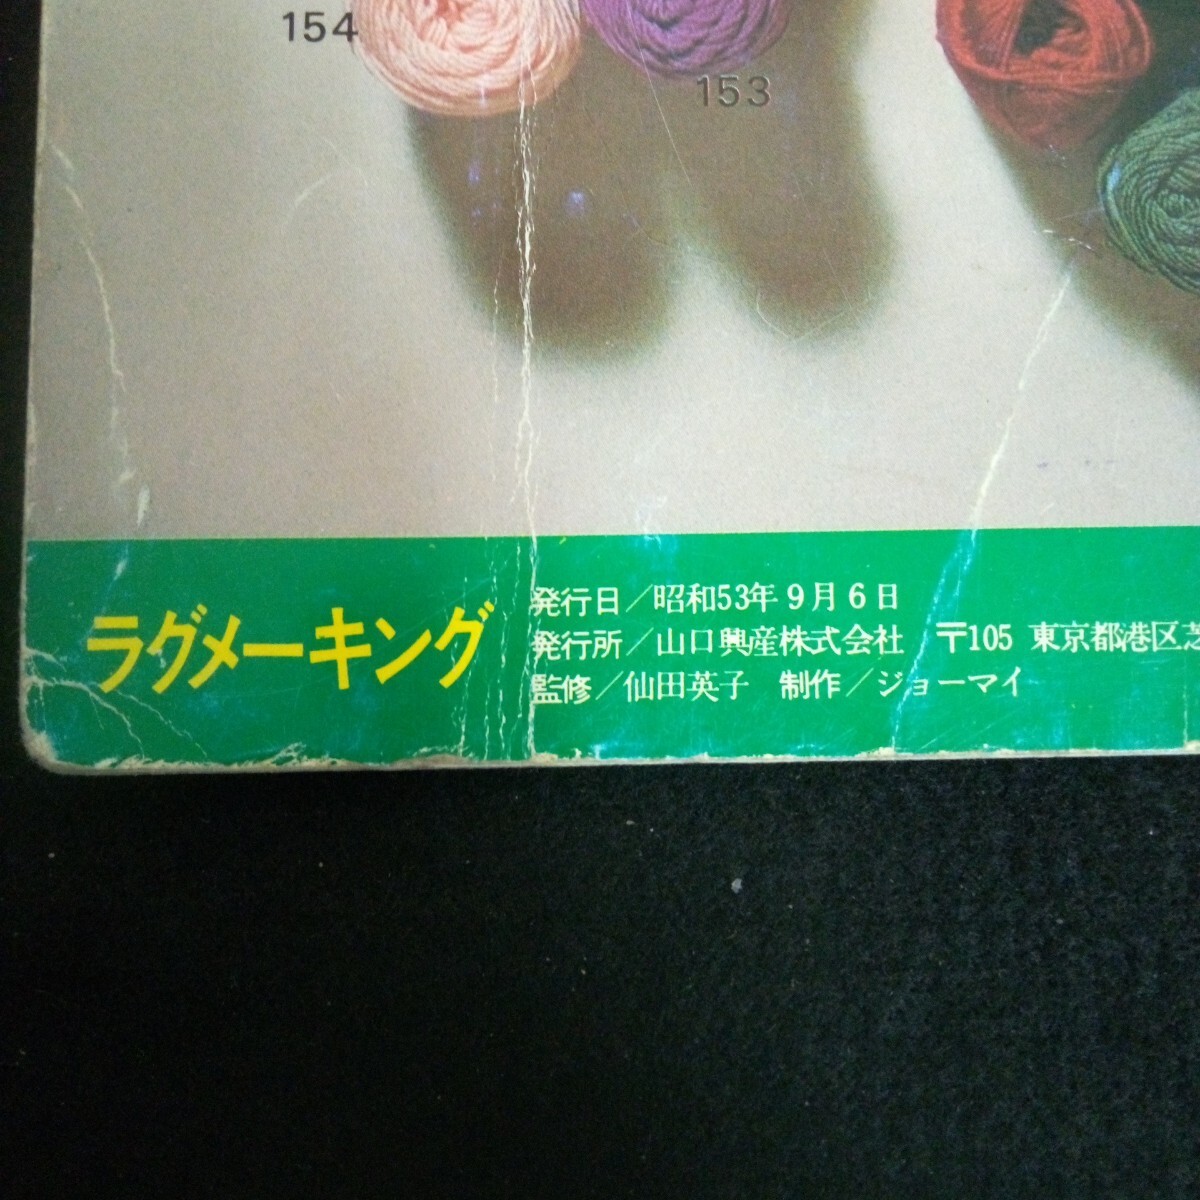 154
153
ラグメーキング
発行日／昭和53年9月6日
発行所／山口興産株式会社 〒105 東京都港区芝
監修／仙田英子 制作／ジョーマイ